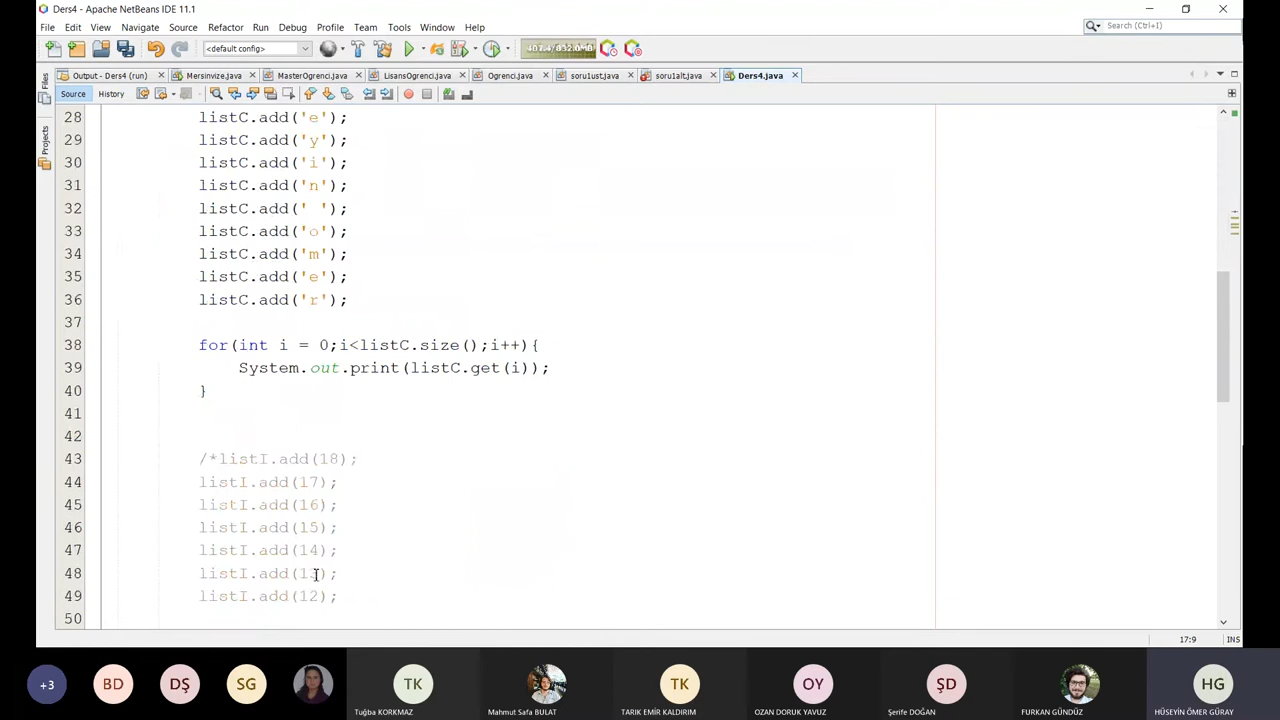 Ders4 - Apache NetBeans IDE 11.1
File Edit View Navigate Source Refactor Run Debug Profile Team Tools Window Help
Search (Ctrl+I)
<default config>
407.4/832.0MB
Output - Ders4 (run) Mersinvize.java MasterOgrenci.java LisansOgrenci.java Ogrenci.java soru1ust.java soru1alt.java Ders4.java
Source History
Files
Projects
28 listC.add('e');
29 listC.add('y');
30 listC.add('i');
31 listC.add('n');
32 listC.add(' ');
33 listC.add('o');
34 listC.add('m');
35 listC.add('e');
36 listC.add('r');
37
38 for(int i = 0;i<listC.size();i++){
39 System.out.print(listC.get(i));
40 }
41
42
43 /*listI.add(18);
44 listI.add(17);
45 listI.add(16);
46 listI.add(15);
47 listI.add(14);
48 listI.add(13);
49 listI.add(12);
50
17:9 INS
+3 BD DŞ SG TK TK OY ŞD HG
Tuğba KORKMAZ Mahmut Safa BULAT TARIK EMİR KALDIRIM OZAN DORUK YAVUZ Şerife DOĞAN FURKAN GÜNDÜZ HÜSEYİN ÖMER GÜRAY